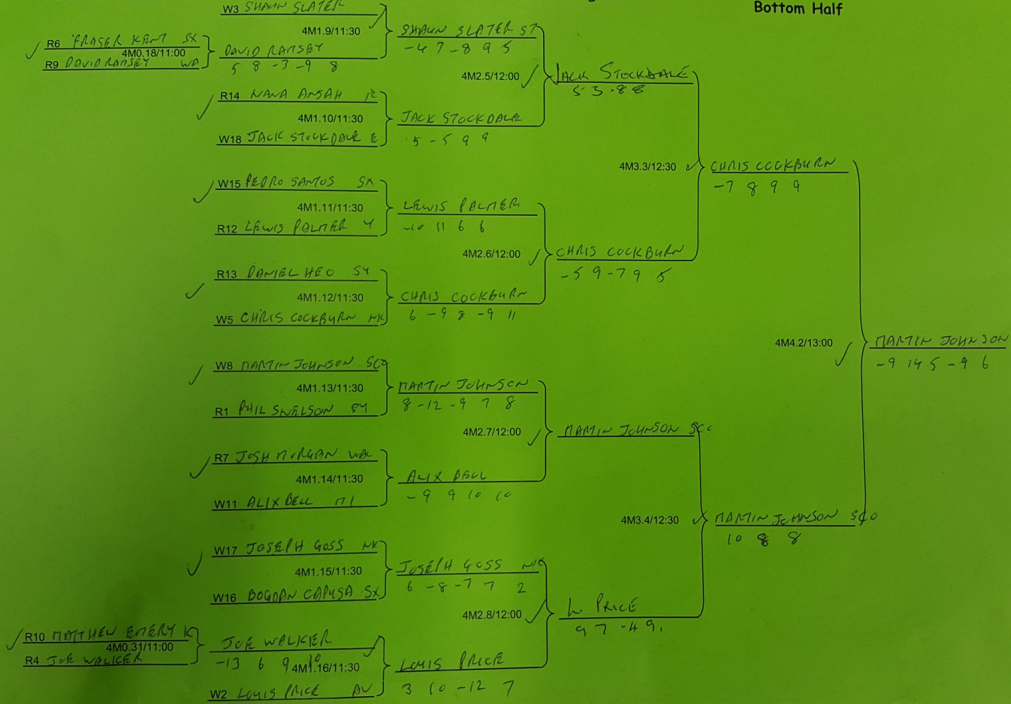 Bottom Half
W3 SHAUN SLATER
4M1.9/11:30
SHAUN SLATER ST
-4 7 -8 9 5
R6 FRASER KENT SX
4M0.18/11:00
R9 DAVID RAMSEY WA
DAVID RAMSEY
5 8 -3 -9 8
4M2.5/12:00
JACK STOCKDALE
5 3 -8 8
R14 NANA ANSAH
4M1.10/11:30
W18 JACK STOCKDALE E
JACK STOCKDALE
5 -5 9 9
4M3.3/12:30
CHRIS COCKBURN
-7 8 9 9
W15 PEDRO SANTOS SX
4M1.11/11:30
R12 LEWIS PALMER Y
LEWIS PALMER
-10 11 6 6
4M2.6/12:00
CHRIS COCKBURN
-5 9 -7 9 5
R13 DANIEL HEO SY
4M1.12/11:30
W5 CHRIS COCKBURN NK
CHRIS COCKBURN
6 -9 8 -9 11
4M4.2/13:00
MARTIN JOHNSON
-9 14 5 -9 6
W8 MARTIN JOHNSON SCO
4M1.13/11:30
R1 PHIL SNELSON SY
MARTIN JOHNSON
8 -12 -9 7 8
4M2.7/12:00
MARTIN JOHNSON SCO
R7 JOSH MORGAN WAL
4M1.14/11:30
W11 ALIX BELL MI
ALIX BELL
-9 9 10 10
4M3.4/12:30
MARTIN JOHNSON SCO
10 8 8
W17 JOSEPH GOSS NK
4M1.15/11:30
W16 BOGDAN CAPUSA SX
JOSEPH GOSS NK
6 -8 -7 7 2
4M2.8/12:00
L. PRICE
9 7 -4 9
R10 MATTHEW EMERY K
4M0.31/11:00
R4 JOE WALKER
JOE WALKER
-13 6 9 10
4M1.16/11:30
W2 LOUIS PRICE AV
LOUIS PRICE
3 10 -12 7